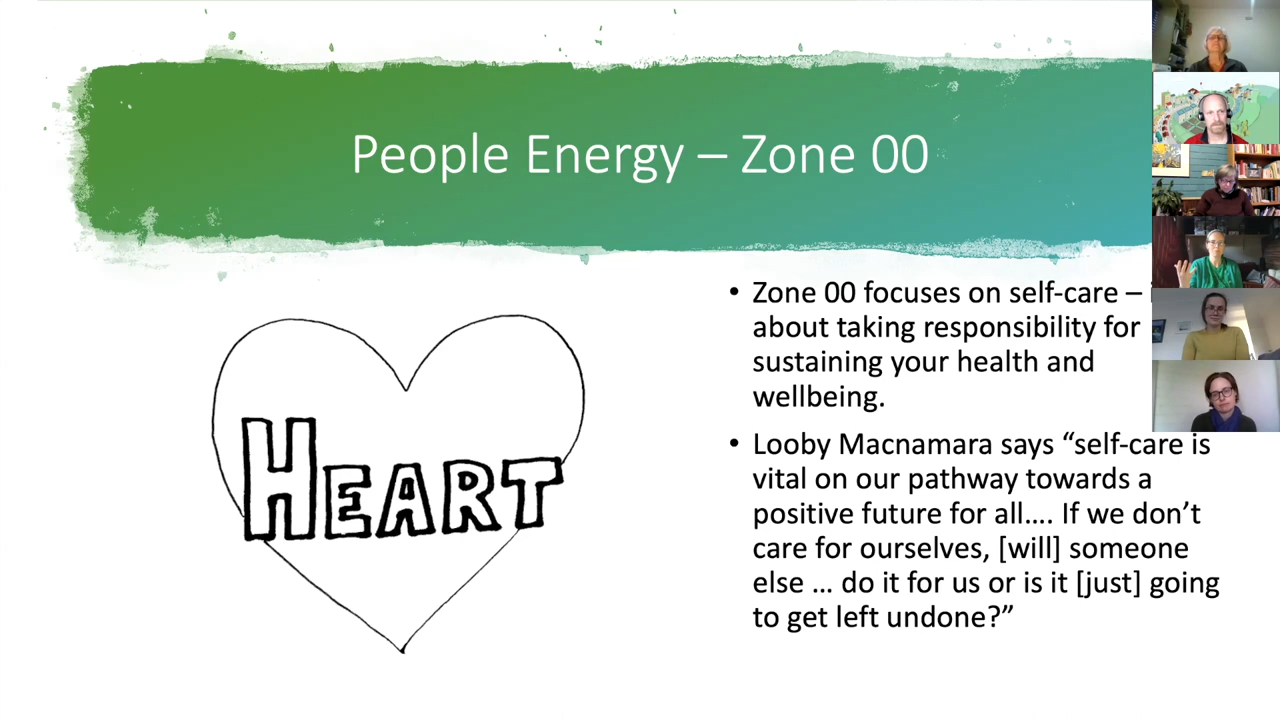 People Energy – Zone 00
• Zone 00 focuses on self-care –
about taking responsibility for
sustaining your health and
wellbeing.
• Looby Macnamara says “self-care is
vital on our pathway towards a
positive future for all…. If we don’t
care for ourselves, [will] someone
else … do it for us or is it [just] going
to get left undone?”
HEART